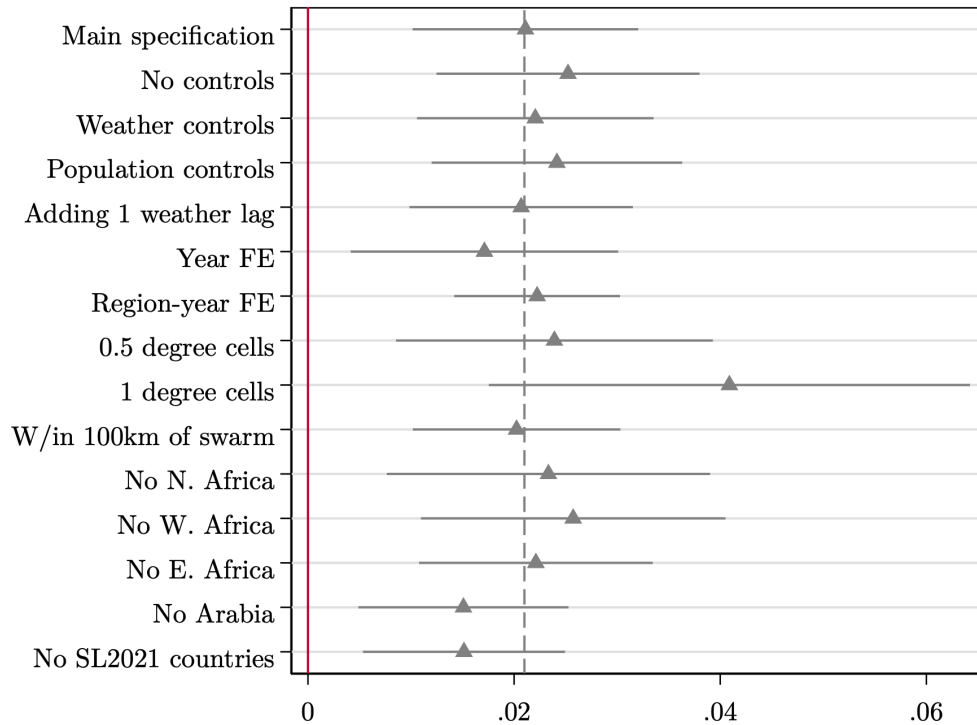 Main specification
No controls
Weather controls
Population controls
Adding 1 weather lag
Year FE
Region-year FE
0.5 degree cells
1 degree cells
W/in 100km of swarm
No N. Africa
No W. Africa
No E. Africa
No Arabia
No SL2021 countries
0 .02 .04 .06